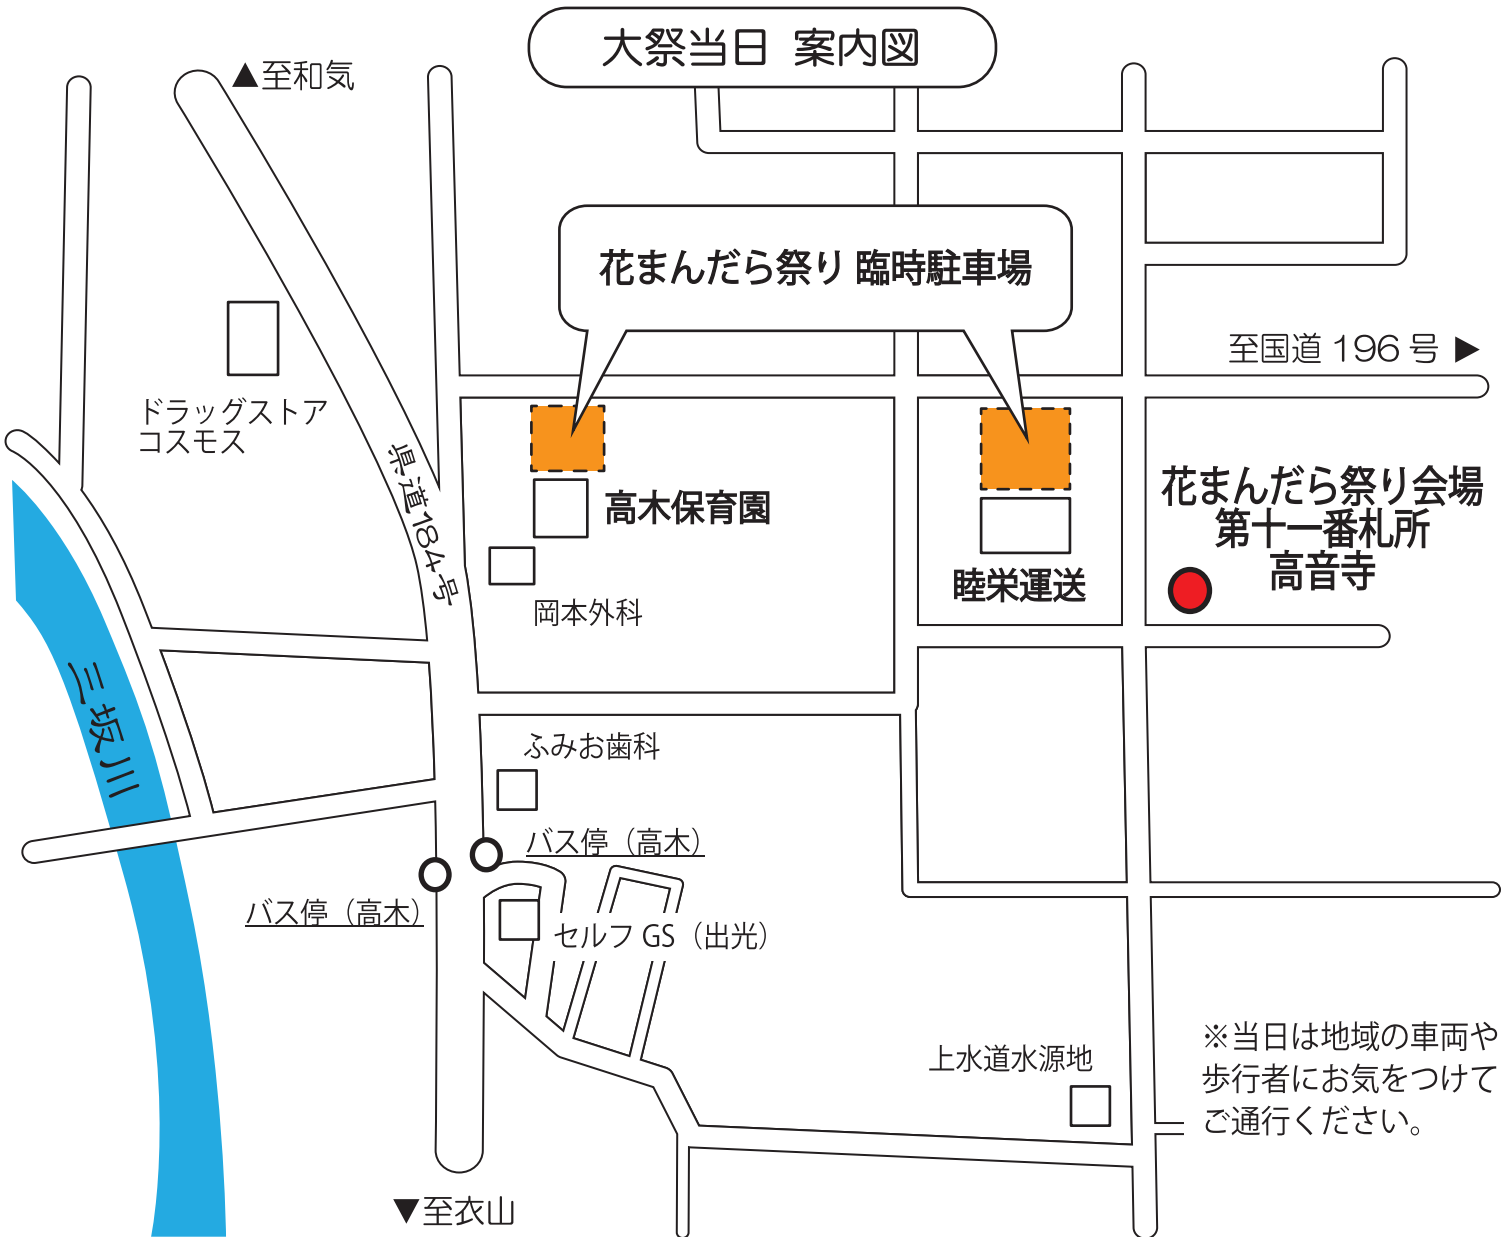 大祭当日 案内図
▲至和気
花まんだら祭り 臨時駐車場
至国道 196 号 ▶
ドラッグストア
コスモス
県道184号
高木保育園
花まんだら祭り会場
第十一番札所
高音寺
睦栄運送
岡本外科
三坂川
ふみお歯科
バス停（高木）
バス停（高木）
セルフ GS（出光）
上水道水源地
※当日は地域の車両や
歩行者にお気をつけて
ご通行ください。
▼至衣山